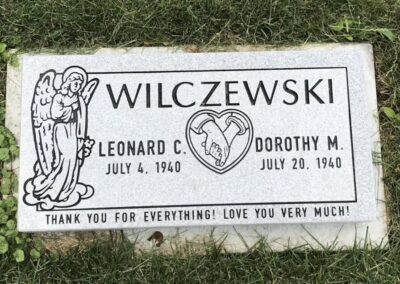 WILCZEWSKI
LEONARD C. DOROTHY M.
JULY 4, 1940 JULY 20, 1940
THANK YOU FOR EVERYTHING! LOVE YOU VERY MUCH!